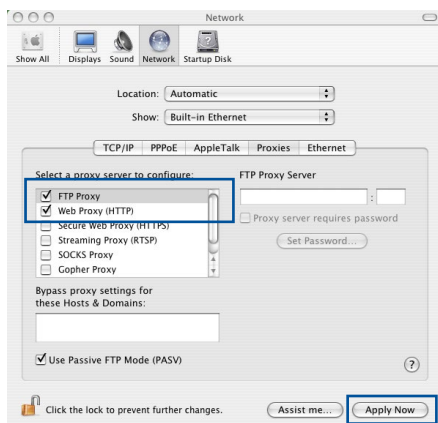 Network
Show All Displays Sound Network Startup Disk
Location: Automatic
Show: Built-in Ethernet
TCP/IP PPPoE AppleTalk Proxies Ethernet
Select a proxy server to configure: FTP Proxy Server
FTP Proxy
:
Web Proxy (HTTP)
Proxy server requires password
Secure Web Proxy (HTTPS)
Streaming Proxy (RTSP) Set Password...
SOCKS Proxy
Gopher Proxy
Bypass proxy settings for
these Hosts & Domains:
Use Passive FTP Mode (PASV) ?
Click the lock to prevent further changes. Assist me... Apply Now